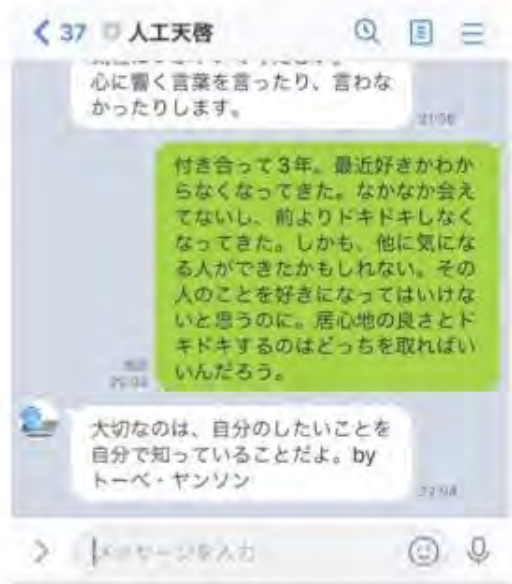 37 人工天啓
心に響く言葉を言ったり、言わな
かったりします。
付き合って3年。最近好きかわか
らなくなってきた。なかなか会え
てないし、前よりドキドキしなく
なってきた。しかも、他に気にな
る人ができたかもしれない。その
人のことを好きになってはいけな
いと思うのに。居心地の良さとド
キドキするのはどっちを取ればい
いんだろう。
大切なのは、自分のしたいことを
自分で知っていることだよ。by
トーベ・ヤンソン
メッセージを入力